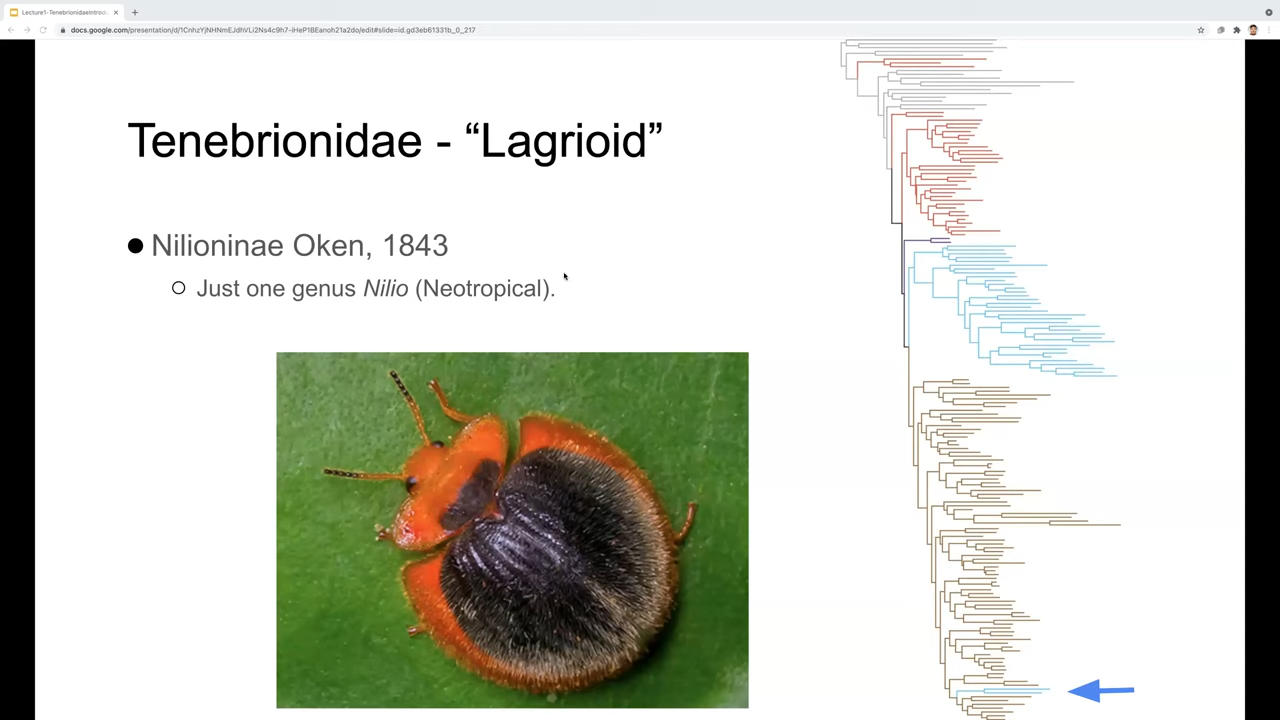 Lecture1-TenebrionidaeIntrodu
docs.google.com/presentation/d/1CnhzYjNHNmEJdhVLi2Ns4c9h7-iHeP1BEanoh21a2do/edit#slide=id.gd3eb61331b_0_217
Tenebrionidae - “Lagrioid”
Nilioninae Oken, 1843
Just one genus Nilio (Neotropical).